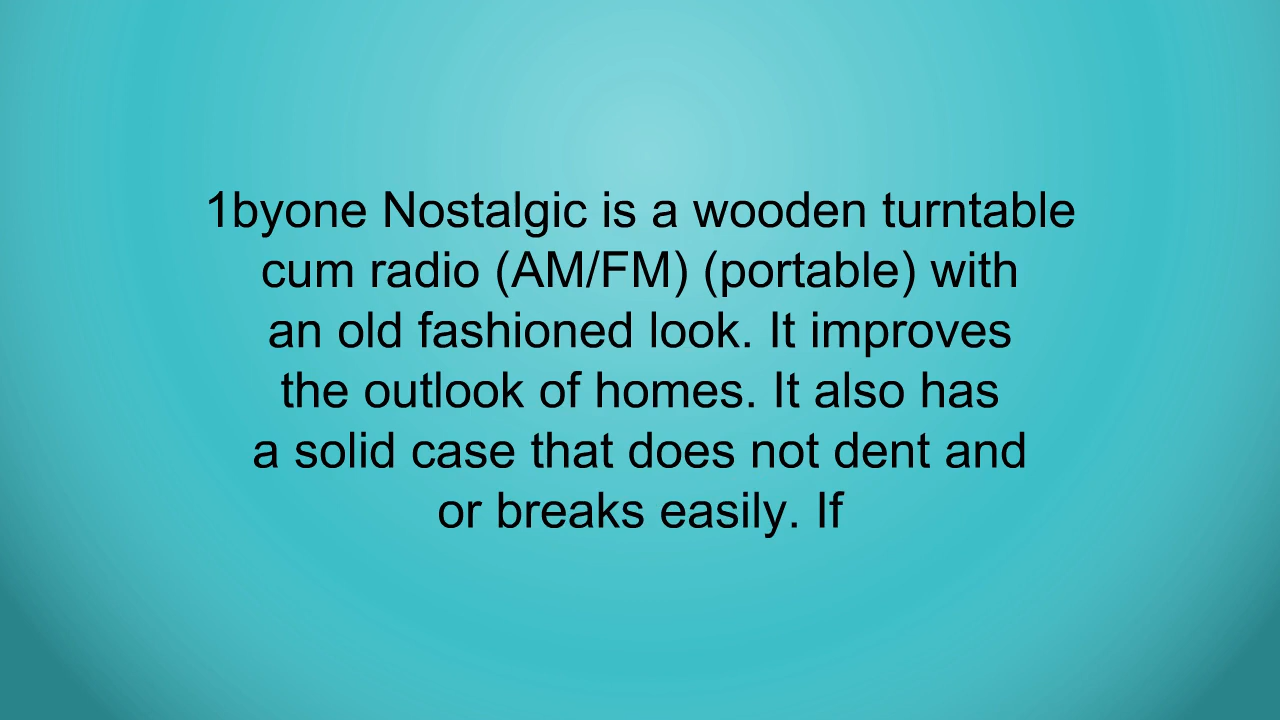 1byone Nostalgic is a wooden turntable
cum radio (AM/FM) (portable) with
an old fashioned look. It improves
the outlook of homes. It also has
a solid case that does not dent and
or breaks easily. If